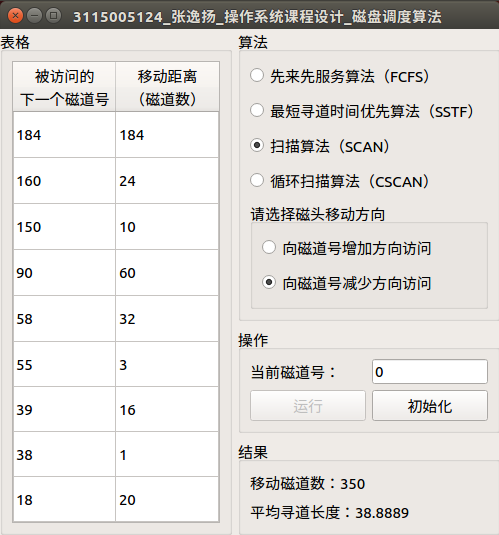 3115005124_张逸扬_操作系统课程设计_磁盘调度算法
表格
被访问的 移动距离
下一个磁道号 （磁道数）
184 184
160 24
150 10
90 60
58 32
55 3
39 16
38 1
18 20
算法
先来先服务算法（FCFS）
最短寻道时间优先算法（SSTF）
扫描算法（SCAN）
循环扫描算法（CSCAN）
请选择磁头移动方向
向磁道号增加方向访问
向磁道号减少方向访问
操作
当前磁道号： 0
运行 初始化
结果
移动磁道数：350
平均寻道长度：38.8889